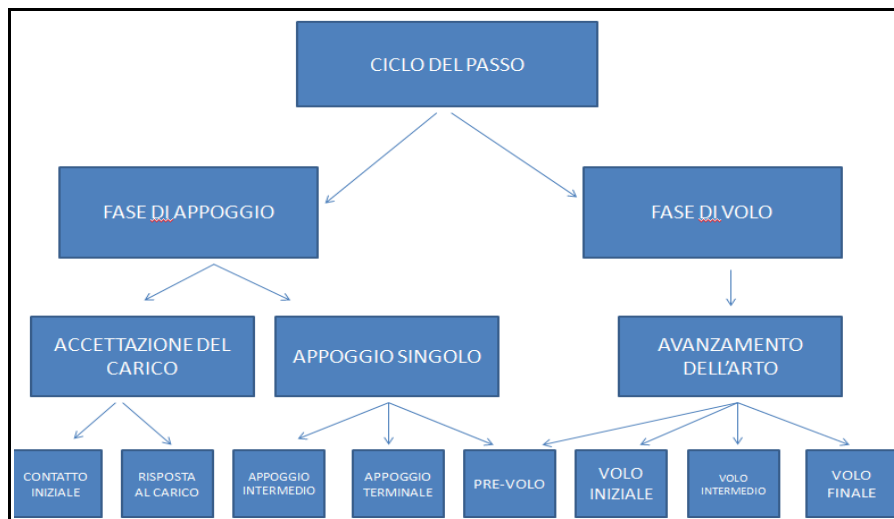 CICLO DEL PASSO
FASE DI APPOGGIO
FASE DI VOLO
ACCETTAZIONE DEL
CARICO
APPOGGIO SINGOLO
AVANZAMENTO
DELL'ARTO
CONTATTO
INIZIALE
RISPOSTA
AL CARICO
APPOGGIO
INTERMEDIO
APPOGGIO
TERMINALE
PRE-VOLO
VOLO
INIZIALE
VOLO
INTERMEDIO
VOLO
FINALE